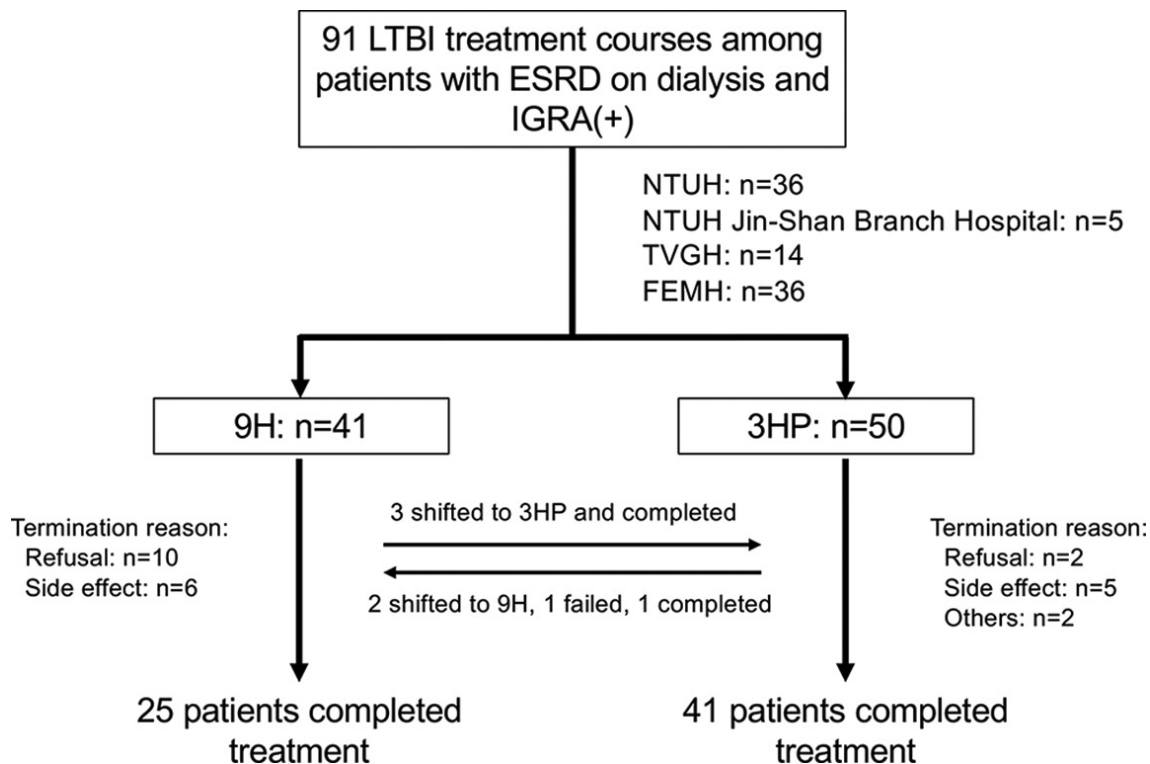 91 LTBI treatment courses among
patients with ESRD on dialysis and
IGRA(+)
NTUH: n=36
NTUH Jin-Shan Branch Hospital: n=5
TVGH: n=14
FEMH: n=36
9H: n=41
3HP: n=50
Termination reason:
Refusal: n=10
Side effect: n=6
3 shifted to 3HP and completed
2 shifted to 9H, 1 failed, 1 completed
Termination reason:
Refusal: n=2
Side effect: n=5
Others: n=2
25 patients completed
treatment
41 patients completed
treatment